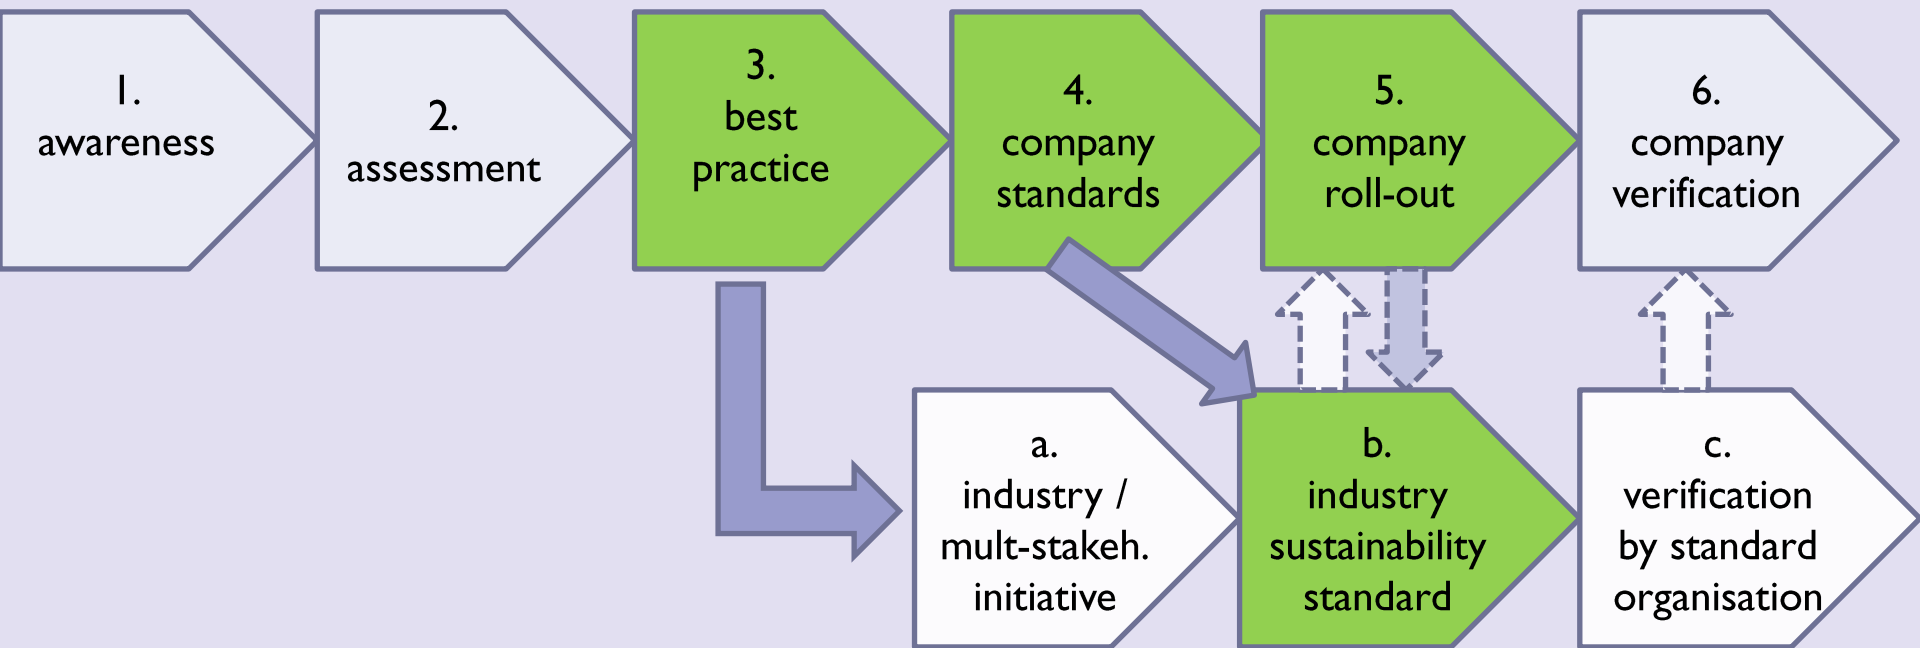 1.
awareness
2.
assessment
3.
best
practice
4.
company
standards
5.
company
roll-out
6.
company
verification
a.
industry /
mult-stakeh.
initiative
b.
industry
sustainability
standard
c.
verification
by standard
organisation